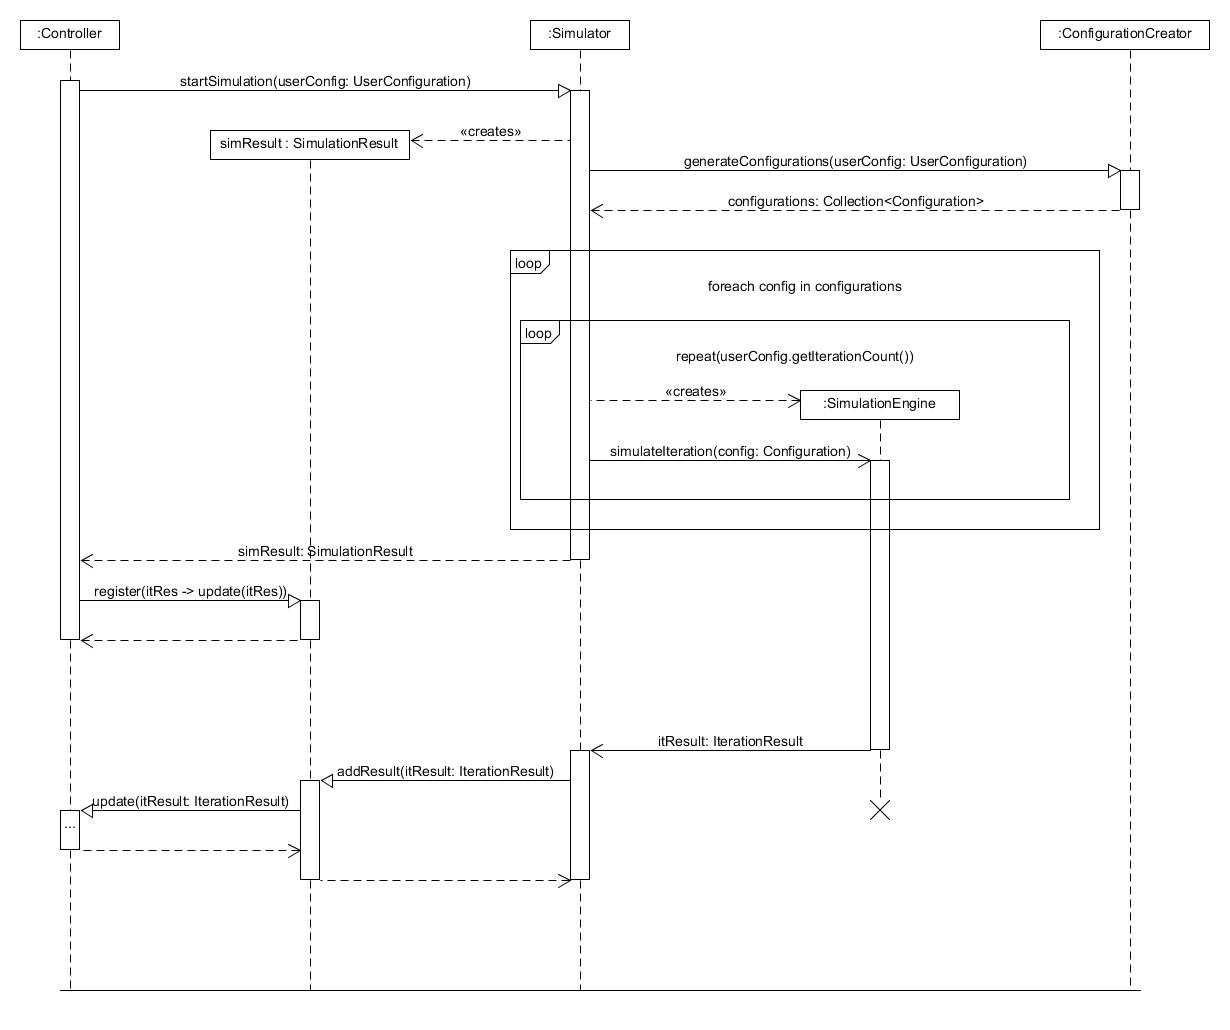 :Controller
:Simulator
:ConfigurationCreator
startSimulation(userConfig: UserConfiguration)
«creates»
simResult : SimulationResult
generateConfigurations(userConfig: UserConfiguration)
configurations: Collection<Configuration>
loop
foreach config in configurations
loop
repeat(userConfig.getIterationCount())
«creates»
:SimulationEngine
simulateIteration(config: Configuration)
simResult: SimulationResult
register(itRes -> update(itRes))
itResult: IterationResult
addResult(itResult: IterationResult)
update(itResult: IterationResult)
...